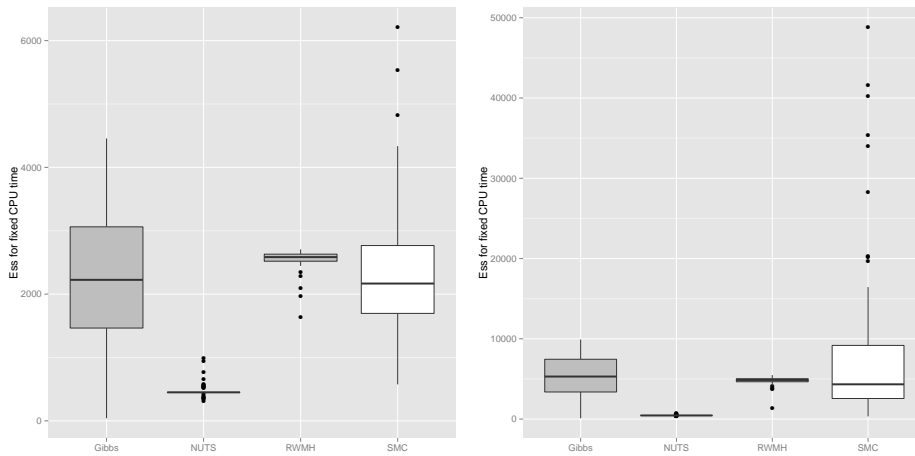 Ess for fixed CPU time
6000
4000
2000
0
Gibbs NUTS RWMH SMC
Ess for fixed CPU time
50000
40000
30000
20000
10000
0
Gibbs NUTS RWMH SMC